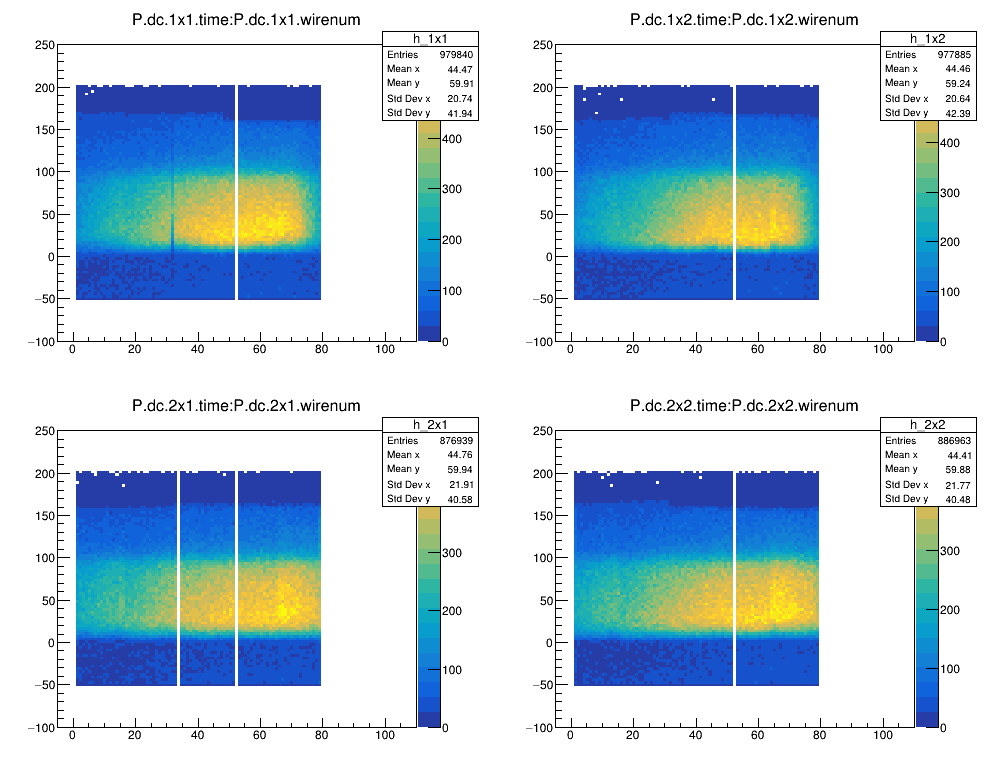 P.dc.1x1.time:P.dc.1x1.wirenum
h_1x1
Entries 979840
Mean x 44.47
Mean y 59.91
Std Dev x 20.74
Std Dev y 41.94
250
200
150
100
50
0
−50
−100
0 20 40 60 80 100
400
300
200
100
0
P.dc.1x2.time:P.dc.1x2.wirenum
h_1x2
Entries 977885
Mean x 44.46
Mean y 59.24
Std Dev x 20.64
Std Dev y 42.39
250
200
150
100
50
0
−50
−100
0 20 40 60 80 100
400
300
200
100
0
P.dc.2x1.time:P.dc.2x1.wirenum
h_2x1
Entries 876939
Mean x 44.76
Mean y 59.94
Std Dev x 21.91
Std Dev y 40.58
250
200
150
100
50
0
−50
−100
0 20 40 60 80 100
300
200
100
0
P.dc.2x2.time:P.dc.2x2.wirenum
h_2x2
Entries 886963
Mean x 44.41
Mean y 59.88
Std Dev x 21.77
Std Dev y 40.48
250
200
150
100
50
0
−50
−100
0 20 40 60 80 100
300
200
100
0